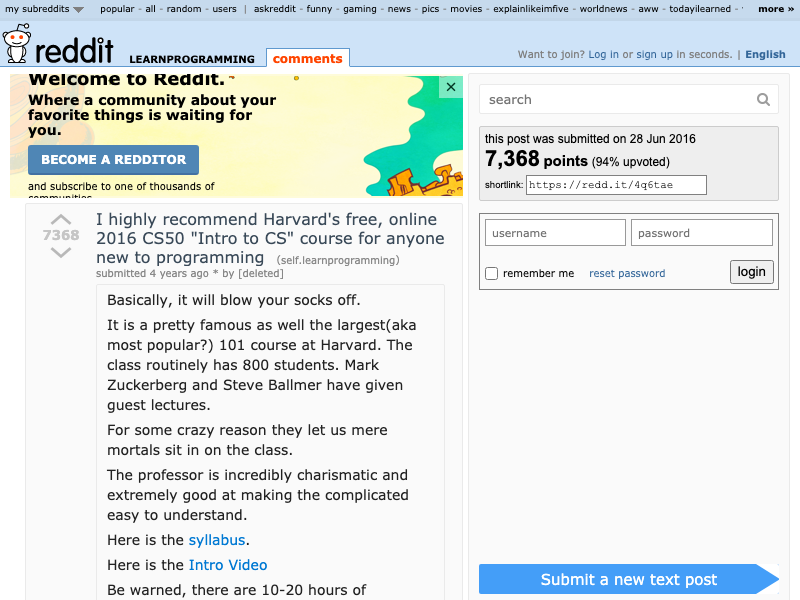 my subreddits popular - all - random - users | askreddit - funny - gaming - news - pics - movies - explainlikeimfive - worldnews - aww - todayilearned - more »
reddit LEARNPROGRAMMING comments
Want to join? Log in or sign up in seconds. | English
Welcome to Reddit.
Where a community about your
favorite things is waiting for
you.
BECOME A REDDITOR
and subscribe to one of thousands of
communities.
7368
I highly recommend Harvard's free, online
2016 CS50 "Intro to CS" course for anyone
new to programming (self.learnprogramming)
submitted 4 years ago * by [deleted]
Basically, it will blow your socks off.
It is a pretty famous as well the largest(aka
most popular?) 101 course at Harvard. The
class routinely has 800 students. Mark
Zuckerberg and Steve Ballmer have given
guest lectures.
For some crazy reason they let us mere
mortals sit in on the class.
The professor is incredibly charismatic and
extremely good at making the complicated
easy to understand.
Here is the syllabus.
Here is the Intro Video
Be warned, there are 10-20 hours of
search
this post was submitted on 28 Jun 2016
7,368 points (94% upvoted)
shortlink: https://redd.it/4q6tae
username password
remember me reset password login
Submit a new text post